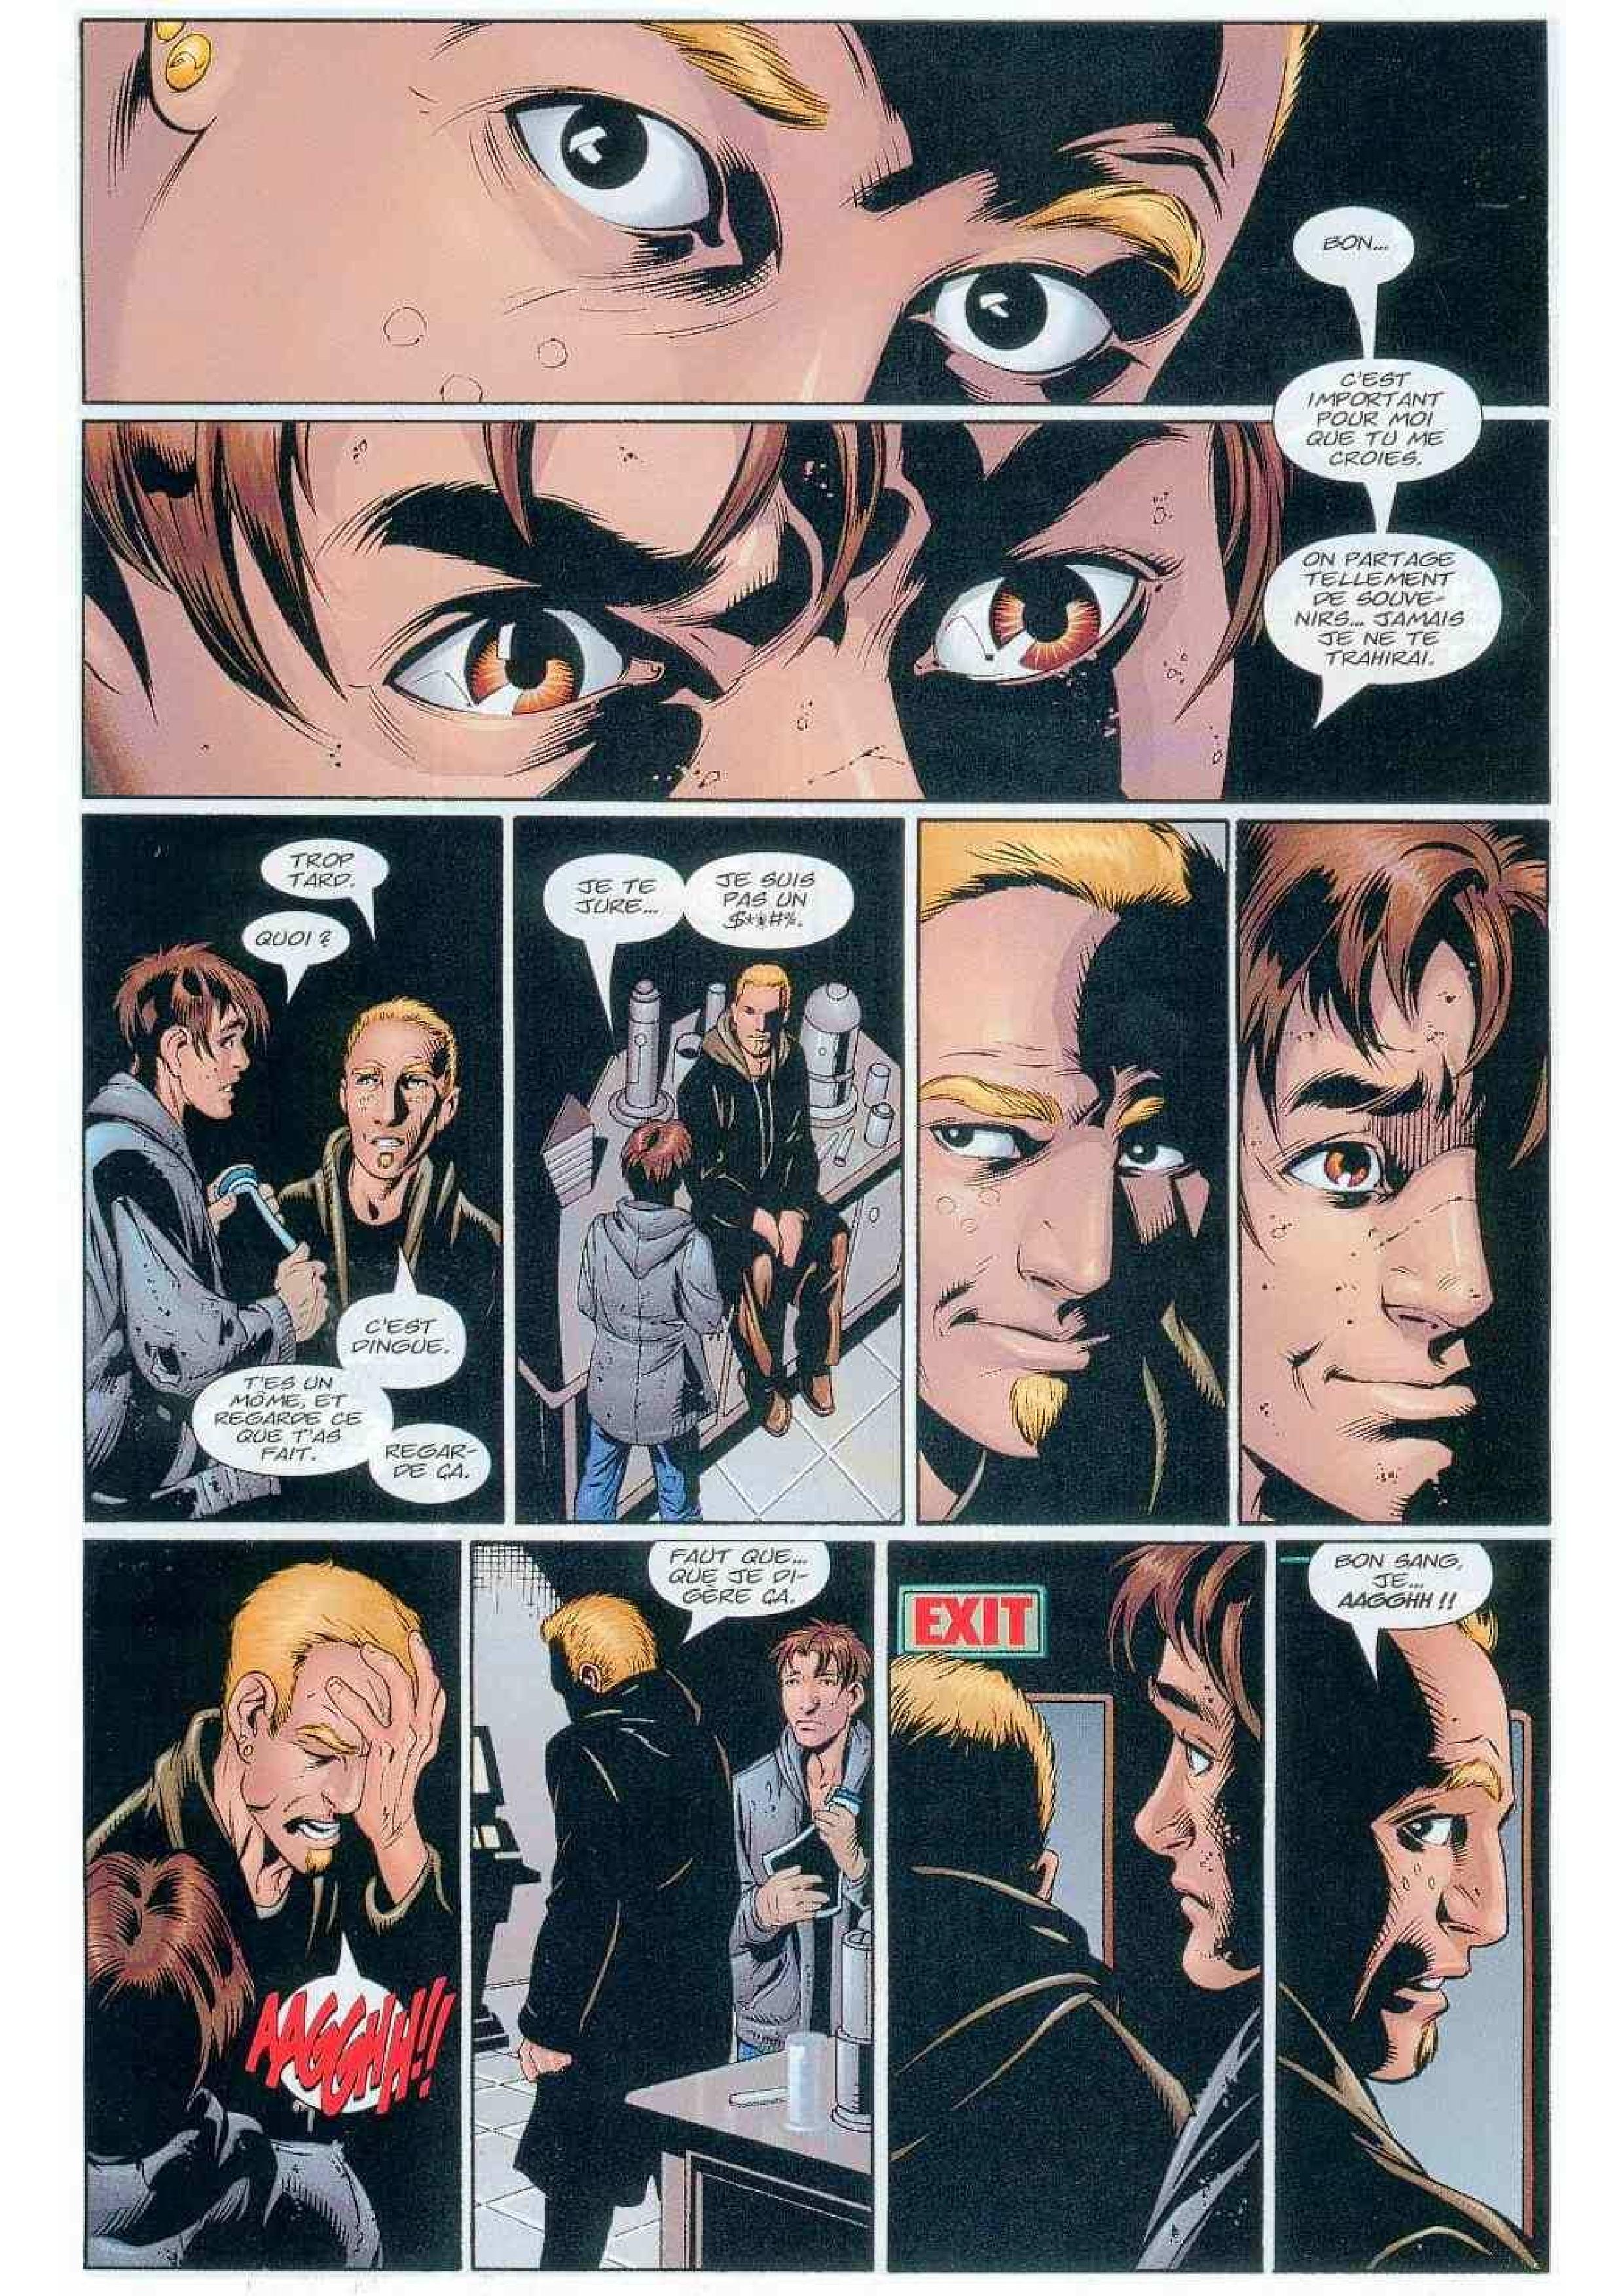 BON...
C'EST
IMPORTANT
POUR MOI
QUE TU ME
CROIES.
ON PARTAGE
TELLEMENT
DE SOUVE-
NIRS... JAMAIS
JE NE TE
TRAHIRAI.
TROP
TARD.
QUOI ?
C'EST
DINGUE.
T'ES UN
MÔME, ET
REGARDE CE
QUE T'AS
FAIT.
REGAR-
DE ÇA.
JE TE
JURE...
JE SUIS
PAS UN
$**#%.
AAGGHH!!
FAUT QUE...
QUE JE DI-
GÈRE ÇA.
EXIT
BON SANG,
JE...
AAGGHH !!